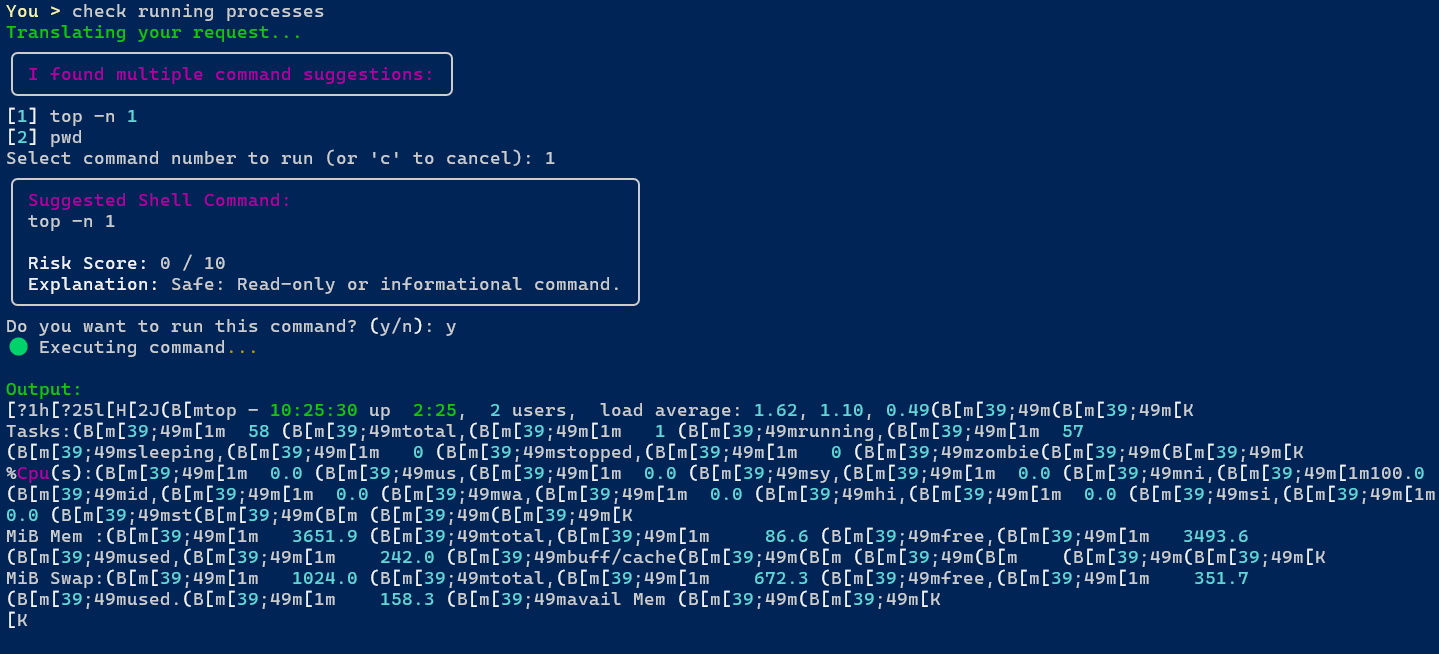 You > check running processes
Translating your request...
I found multiple command suggestions:
[1] top -n 1
[2] pwd
Select command number to run (or 'c' to cancel): 1
Suggested Shell Command:
top -n 1
Risk Score: 0 / 10
Explanation: Safe: Read-only or informational command.
Do you want to run this command? (y/n): y
Executing command...
Output:
[?1h[?25l[H[2J(B[mtop - 10:25:30 up  2:25,  2 users,  load average: 1.62, 1.10, 0.49(B[m[39;49m(B[m[39;49m[K
Tasks:(B[m[39;49m[1m  58 (B[m[39;49mtotal,(B[m[39;49m[1m   1 (B[m[39;49mrunning,(B[m[39;49m[1m  57
(B[m[39;49msleeping,(B[m[39;49m[1m   0 (B[m[39;49mstopped,(B[m[39;49m[1m   0 (B[m[39;49mzombie(B[m[39;49m(B[m[39;49m[K
%Cpu(s):(B[m[39;49m[1m  0.0 (B[m[39;49mus,(B[m[39;49m[1m  0.0 (B[m[39;49msy,(B[m[39;49m[1m  0.0 (B[m[39;49mni,(B[m[39;49m[1m100.0
(B[m[39;49mid,(B[m[39;49m[1m  0.0 (B[m[39;49mwa,(B[m[39;49m[1m  0.0 (B[m[39;49mhi,(B[m[39;49m[1m  0.0 (B[m[39;49msi,(B[m[39;49m[1m
0.0 (B[m[39;49mst(B[m[39;49m(B[m (B[m[39;49m(B[m[39;49m[K
MiB Mem :(B[m[39;49m[1m   3651.9 (B[m[39;49mtotal,(B[m[39;49m[1m     86.6 (B[m[39;49mfree,(B[m[39;49m[1m   3493.6
(B[m[39;49mused,(B[m[39;49m[1m    242.0 (B[m[39;49mbuff/cache(B[m[39;49m(B[m (B[m[39;49m(B[m    (B[m[39;49m(B[m[39;49m[K
MiB Swap:(B[m[39;49m[1m   1024.0 (B[m[39;49mtotal,(B[m[39;49m[1m    672.3 (B[m[39;49mfree,(B[m[39;49m[1m    351.7
(B[m[39;49mused.(B[m[39;49m[1m    158.3 (B[m[39;49mavail Mem (B[m[39;49m(B[m[39;49m[K
[K